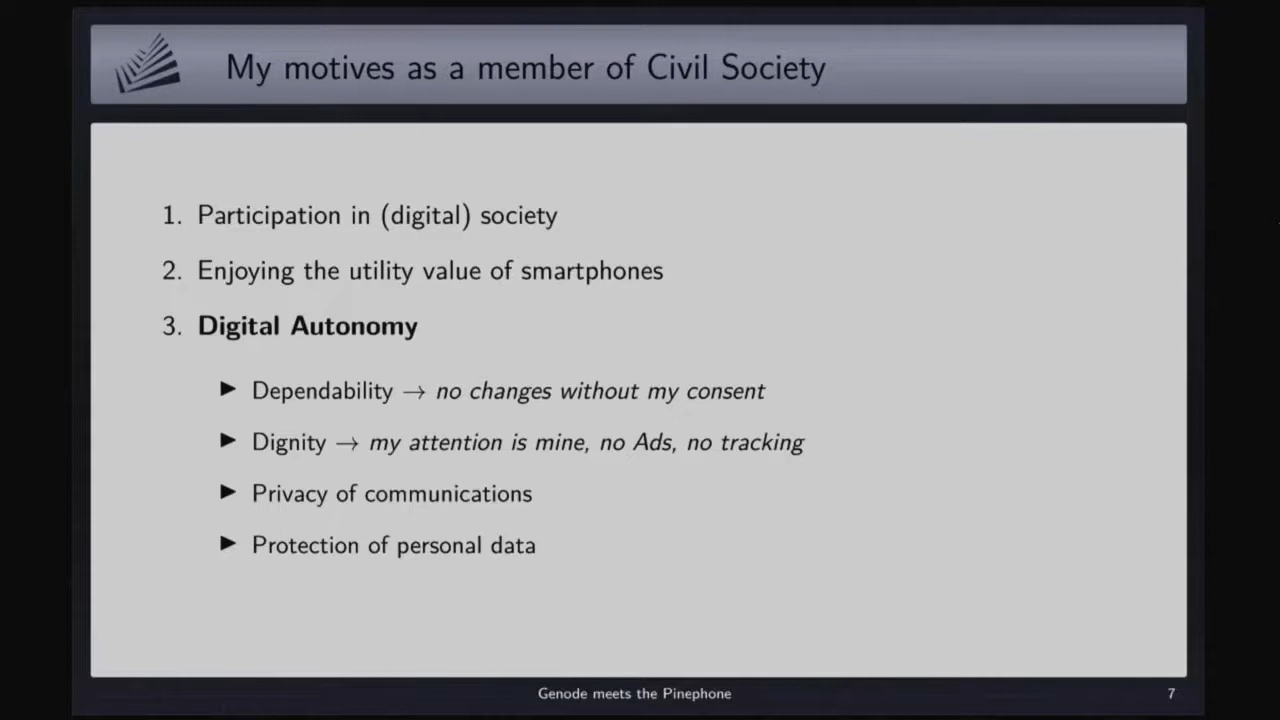 My motives as a member of Civil Society
1. Participation in (digital) society
2. Enjoying the utility value of smartphones
3. Digital Autonomy
▶ Dependability → no changes without my consent
▶ Dignity → my attention is mine, no Ads, no tracking
▶ Privacy of communications
▶ Protection of personal data
Genode meets the Pinephone
7